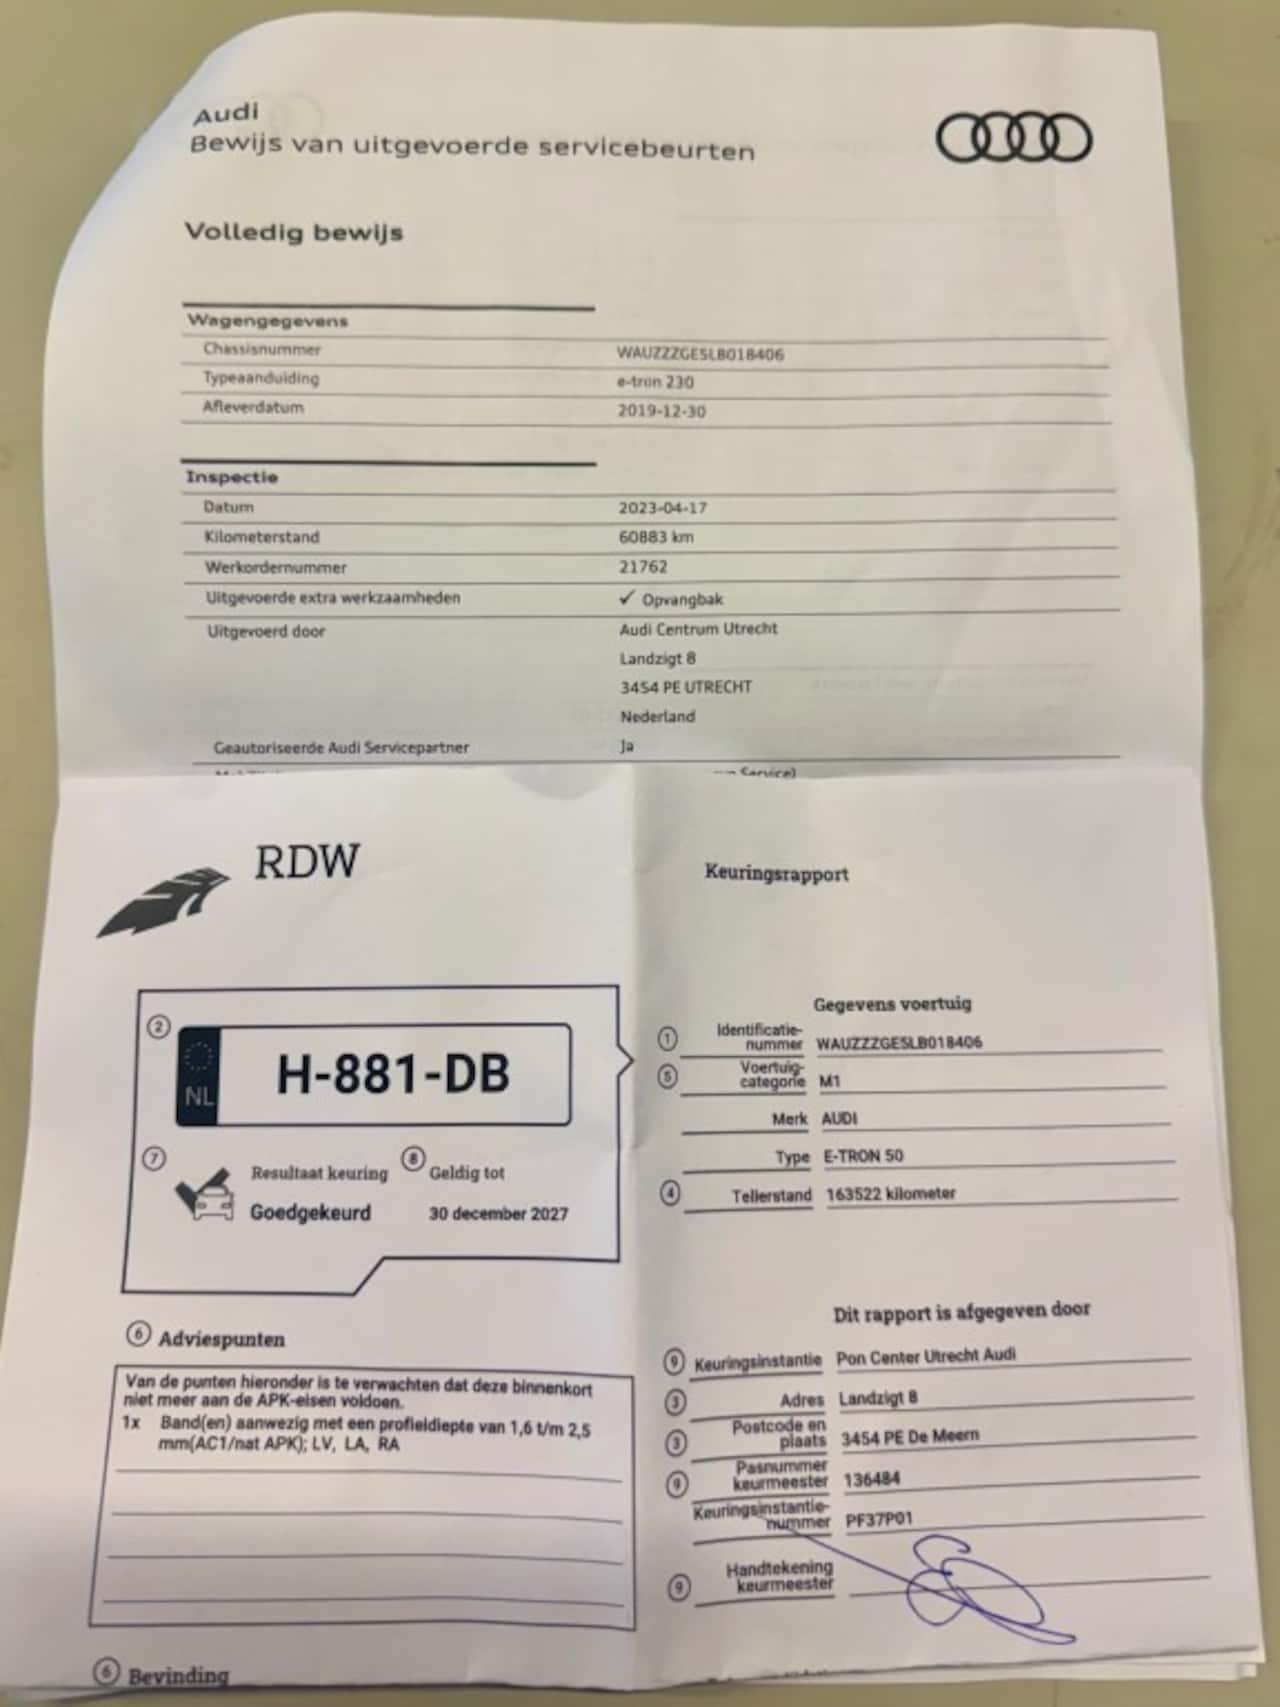 Audi
Bewijs van uitgevoerde servicebeurten
Volledig bewijs
Wagengegevens
Chassisnummer WAUZZZGE5LB018406
Typeaanduiding e-tron 230
Afleverdatum 2019-12-30
Inspectie
Datum 2023-04-17
Kilometerstand 60883 km
Werkordernummer 21762
Uitgevoerde extra werkzaamheden ✓ Opvangbak
Uitgevoerd door Audi Centrum Utrecht
Landzigt 8
3454 PE UTRECHT
Nederland
Geautoriseerde Audi Servicepartner Ja
Service)
RDW
Keuringsrapport
2
NL
H-881-DB
7
Resultaat keuring
Goedgekeurd
8
Geldig tot
30 december 2027
6 Adviespunten
Van de punten hieronder is te verwachten dat deze binnenkort
niet meer aan de APK-eisen voldoen.
1x Band(en) aanwezig met een profieldiepte van 1,6 t/m 2,5
mm(AC1/nat APK); LV, LA, RA
6 Bevinding
Gegevens voertuig
1 Identificatie-
nummer WAUZZZGE5LB018406
5 Voertuig-
categorie M1
Merk AUDI
Type E-TRON 50
4 Tellerstand 163522 kilometer
Dit rapport is afgegeven door
9 Keuringsinstantie Pon Center Utrecht Audi
3 Adres Landzigt 8
3 Postcode en
plaats 3454 PE De Meern
9 Pasnummer
keurmeester 136484
Keuringsinstantie-
nummer PF37P01
9 Handtekening
keurmeester